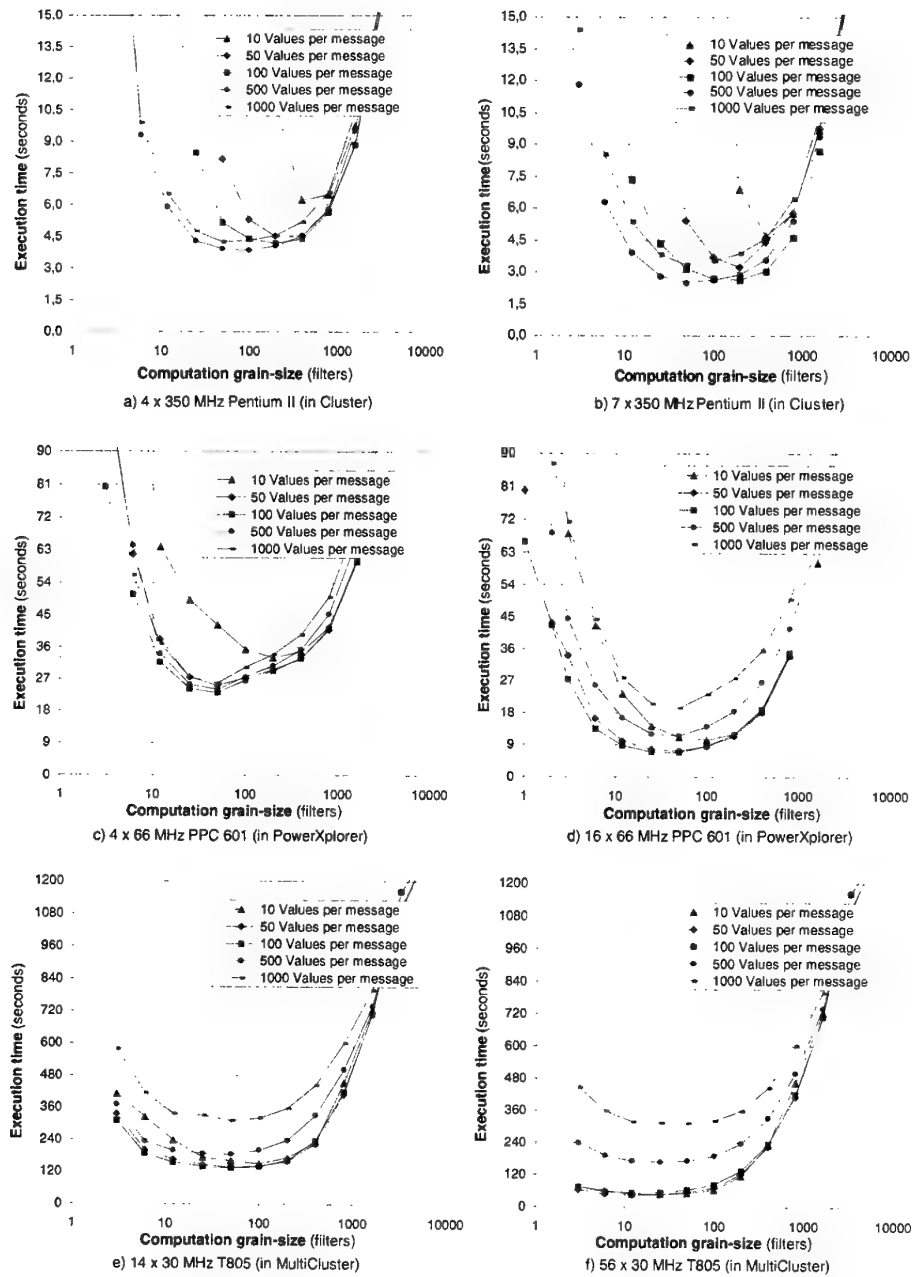 15,0
13,5
12,0
10,5
9,0
7,5
6,0
4,5
3,0
1,5
0,0
Execution time (seconds)
10 Values per message
50 Values per message
100 Values per message
500 Values per message
1000 Values per message
1 10 100 1000 10000
Computation grain-size (filters)
a) 4 x 350 MHz Pentium II (in Cluster)
15,0
13,5
12,0
10,5
9,0
7,5
6,0
4,5
3,0
1,5
0,0
Execution time (seconds)
10 Values per message
50 Values per message
100 Values per message
500 Values per message
1000 Values per message
1 10 100 1000 10000
Computation grain-size (filters)
b) 7 x 350 MHz Pentium II (in Cluster)
90
81
72
63
54
45
36
27
18
9
0
Execution time (seconds)
10 Values per message
50 Values per message
100 Values per message
500 Values per message
1000 Values per message
1 10 100 1000 10000
Computation grain-size (filters)
c) 4 x 66 MHz PPC 601 (in PowerXplorer)
90
81
72
63
54
45
36
27
18
9
0
Execution time (seconds)
10 Values per message
50 Values per message
100 Values per message
500 Values per message
1000 Values per message
1 10 100 1000 10000
Computation grain-size (filters)
d) 16 x 66 MHz PPC 601 (in PowerXplorer)
1200
1080
960
840
720
600
480
360
240
120
0
Execution time (seconds)
10 Values per message
50 Values per message
100 Values per message
500 Values per message
1000 Values per message
1 10 100 1000 10000
Computation grain-size (filters)
e) 14 x 30 MHz T805 (in MultiCluster)
1200
1080
960
840
720
600
480
360
240
120
0
Execution time (seconds)
10 Values per message
50 Values per message
100 Values per message
500 Values per message
1000 Values per message
1 10 100 1000 10000
Computation grain-size (filters)
f) 56 x 30 MHz T805 (in MultiCluster)